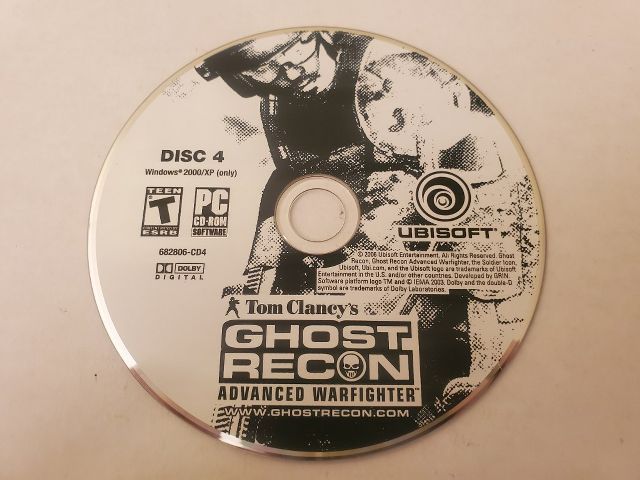 DISC 4
Windows® 2000/XP (only)
TEEN
T
CONTENT RATED BY
ESRB
PC
CD-ROM
SOFTWARE
682806-CD4
DOLBY
DIGITAL
UBISOFT
© 2006 Ubisoft Entertainment. All Rights Reserved. Ghost
Recon, Ghost Recon Advanced Warfighter, the Soldier Icon,
Ubisoft, Ubi.com, and the Ubisoft logo are trademarks of Ubisoft
Entertainment in the U.S. and/or other countries. Developed by GRIN.
Software platform logo TM and © IEMA 2003. Dolby and the double-D
symbol are trademarks of Dolby Laboratories.
Tom Clancy's
GHOST
RECON
ADVANCED WARFIGHTER™
WWW.GHOSTRECON.COM